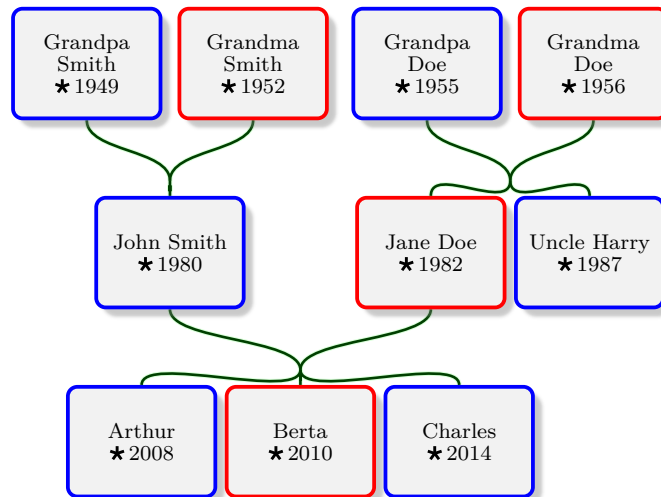 Grandpa
Smith
★1949
Grandma
Smith
★1952
Grandpa
Doe
★1955
Grandma
Doe
★1956
John Smith
★1980
Jane Doe
★1982
Uncle Harry
★1987
Arthur
★2008
Berta
★2010
Charles
★2014